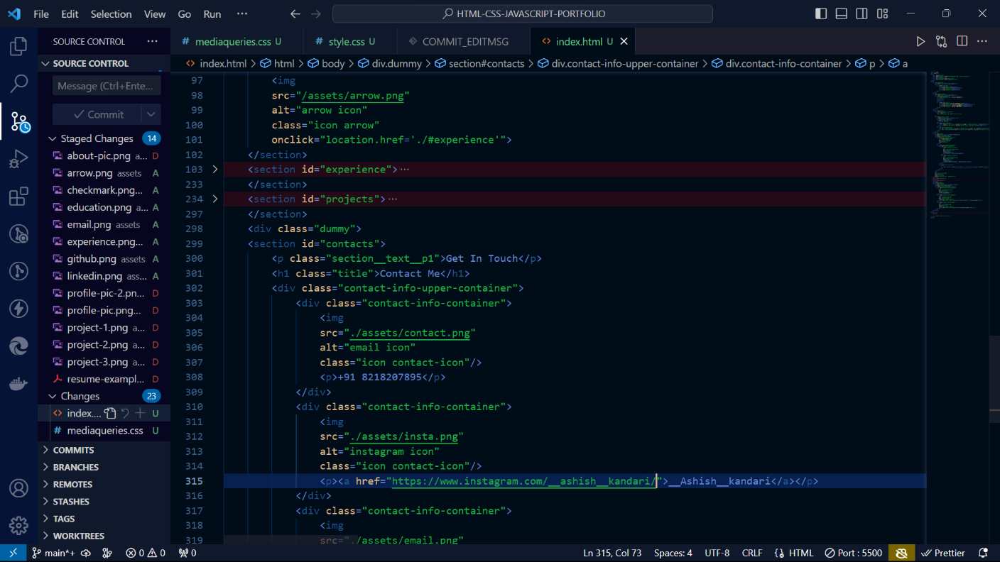 File Edit Selection View Go Run ··· HTML-CSS-JAVASCRIPT-PORTFOLIO
SOURCE CONTROL ···
# mediaqueries.css U # style.css U COMMIT_EDITMSG <> index.html U
<> index.html > html > body > div.dummy > section#contacts > div.contact-info-upper-container > div.contact-info-container > p > a
SOURCE CONTROL
Message (Ctrl+Ente...
Commit
Staged Changes 14
about-pic.png a... D
arrow.png assets A
checkmark.png... A
education.png a... A
email.png assets A
experience.png... A
github.png assets A
linkedin.png ass... A
profile-pic-2.pn... D
profile-pic.png... D
project-1.png a... D
project-2.png a... D
project-3.png a... D
resume-exampl... D
Changes 23
<> index.... U
# mediaqueries.css U
COMMITS
BRANCHES
REMOTES
STASHES
TAGS
WORKTREES
97 <img
98 src="/assets/arrow.png"
99 alt="arrow icon"
100 class="icon arrow"
101 onclick="location.href='./#experience'">
102 </section>
103 <section id="experience">···
233 </section>
234 <section id="projects">···
297 </section>
298 <div class="dummy">
299 <section id="contacts">
300 <p class="section__text__p1">Get In Touch</p>
301 <h1 class="title">Contact Me</h1>
302 <div class="contact-info-upper-container">
303 <div class="contact-info-container">
304 <img
305 src="./assets/contact.png"
306 alt="email icon"
307 class="icon contact-icon"/>
308 <p>+91 8218207895</p>
309 </div>
310 <div class="contact-info-container">
311 <img
312 src="./assets/insta.png"
313 alt="instagram icon"
314 class="icon contact-icon"/>
315 <p><a href="https://www.instagram.com/__ashish__kandari/">__Ashish__kandari</a></p>
316 </div>
317 <div class="contact-info-container">
318 <img
319 src="./assets/email.png"
main*+ 0 0 0 Ln 315, Col 73 Spaces: 4 UTF-8 CRLF HTML Port : 5500 Prettier